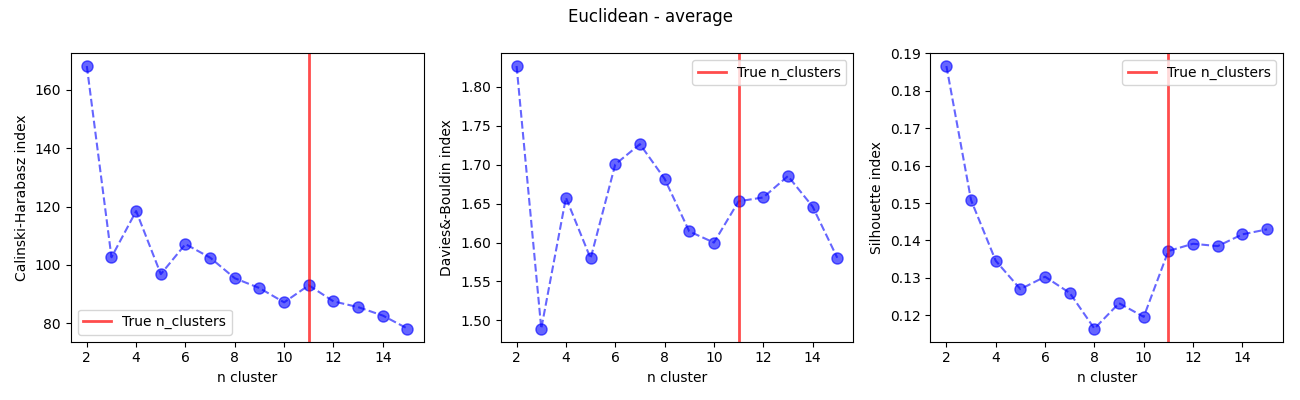 Euclidean - average
Calinski-Harabasz index
160
140
120
100
80
True n_clusters
2 4 6 8 10 12 14
n cluster
Davies&-Bouldin index
1.80
1.75
1.70
1.65
1.60
1.55
1.50
True n_clusters
2 4 6 8 10 12 14
n cluster
Silhouette index
0.19
0.18
0.17
0.16
0.15
0.14
0.13
0.12
True n_clusters
2 4 6 8 10 12 14
n cluster